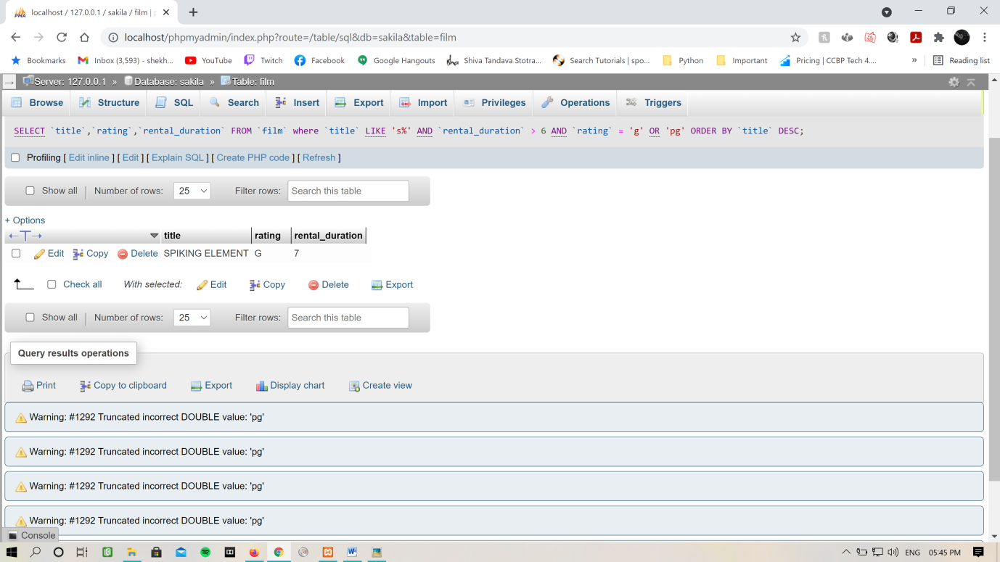 localhost / 127.0.0.1 / sakila / film |
localhost/phpmyadmin/index.php?route=/table/sql&db=sakila&table=film
Bookmarks Inbox (3,593) - shekh... YouTube Twitch Facebook Google Hangouts Shiva Tandava Stotra... Search Tutorials | spo... Python Important Pricing | CCBP Tech 4.... » Reading list
Server: 127.0.0.1 » Database: sakila » Table: film
Browse Structure SQL Search Insert Export Import Privileges Operations Triggers
SELECT `title`,`rating`,`rental_duration` FROM `film` where `title` LIKE 's%' AND `rental_duration` > 6 AND `rating` = 'g' OR 'pg' ORDER BY `title` DESC;
Profiling [ Edit inline ] [ Edit ] [ Explain SQL ] [ Create PHP code ] [ Refresh ]
Show all | Number of rows: 25 Filter rows: Search this table
+ Options
title rating rental_duration
Edit Copy Delete SPIKING ELEMENT G 7
Check all With selected: Edit Copy Delete Export
Show all | Number of rows: 25 Filter rows: Search this table
Query results operations
Print Copy to clipboard Export Display chart Create view
Warning: #1292 Truncated incorrect DOUBLE value: 'pg'
Warning: #1292 Truncated incorrect DOUBLE value: 'pg'
Warning: #1292 Truncated incorrect DOUBLE value: 'pg'
Warning: #1292 Truncated incorrect DOUBLE value: 'pg'
Console
ENG 05:45 PM